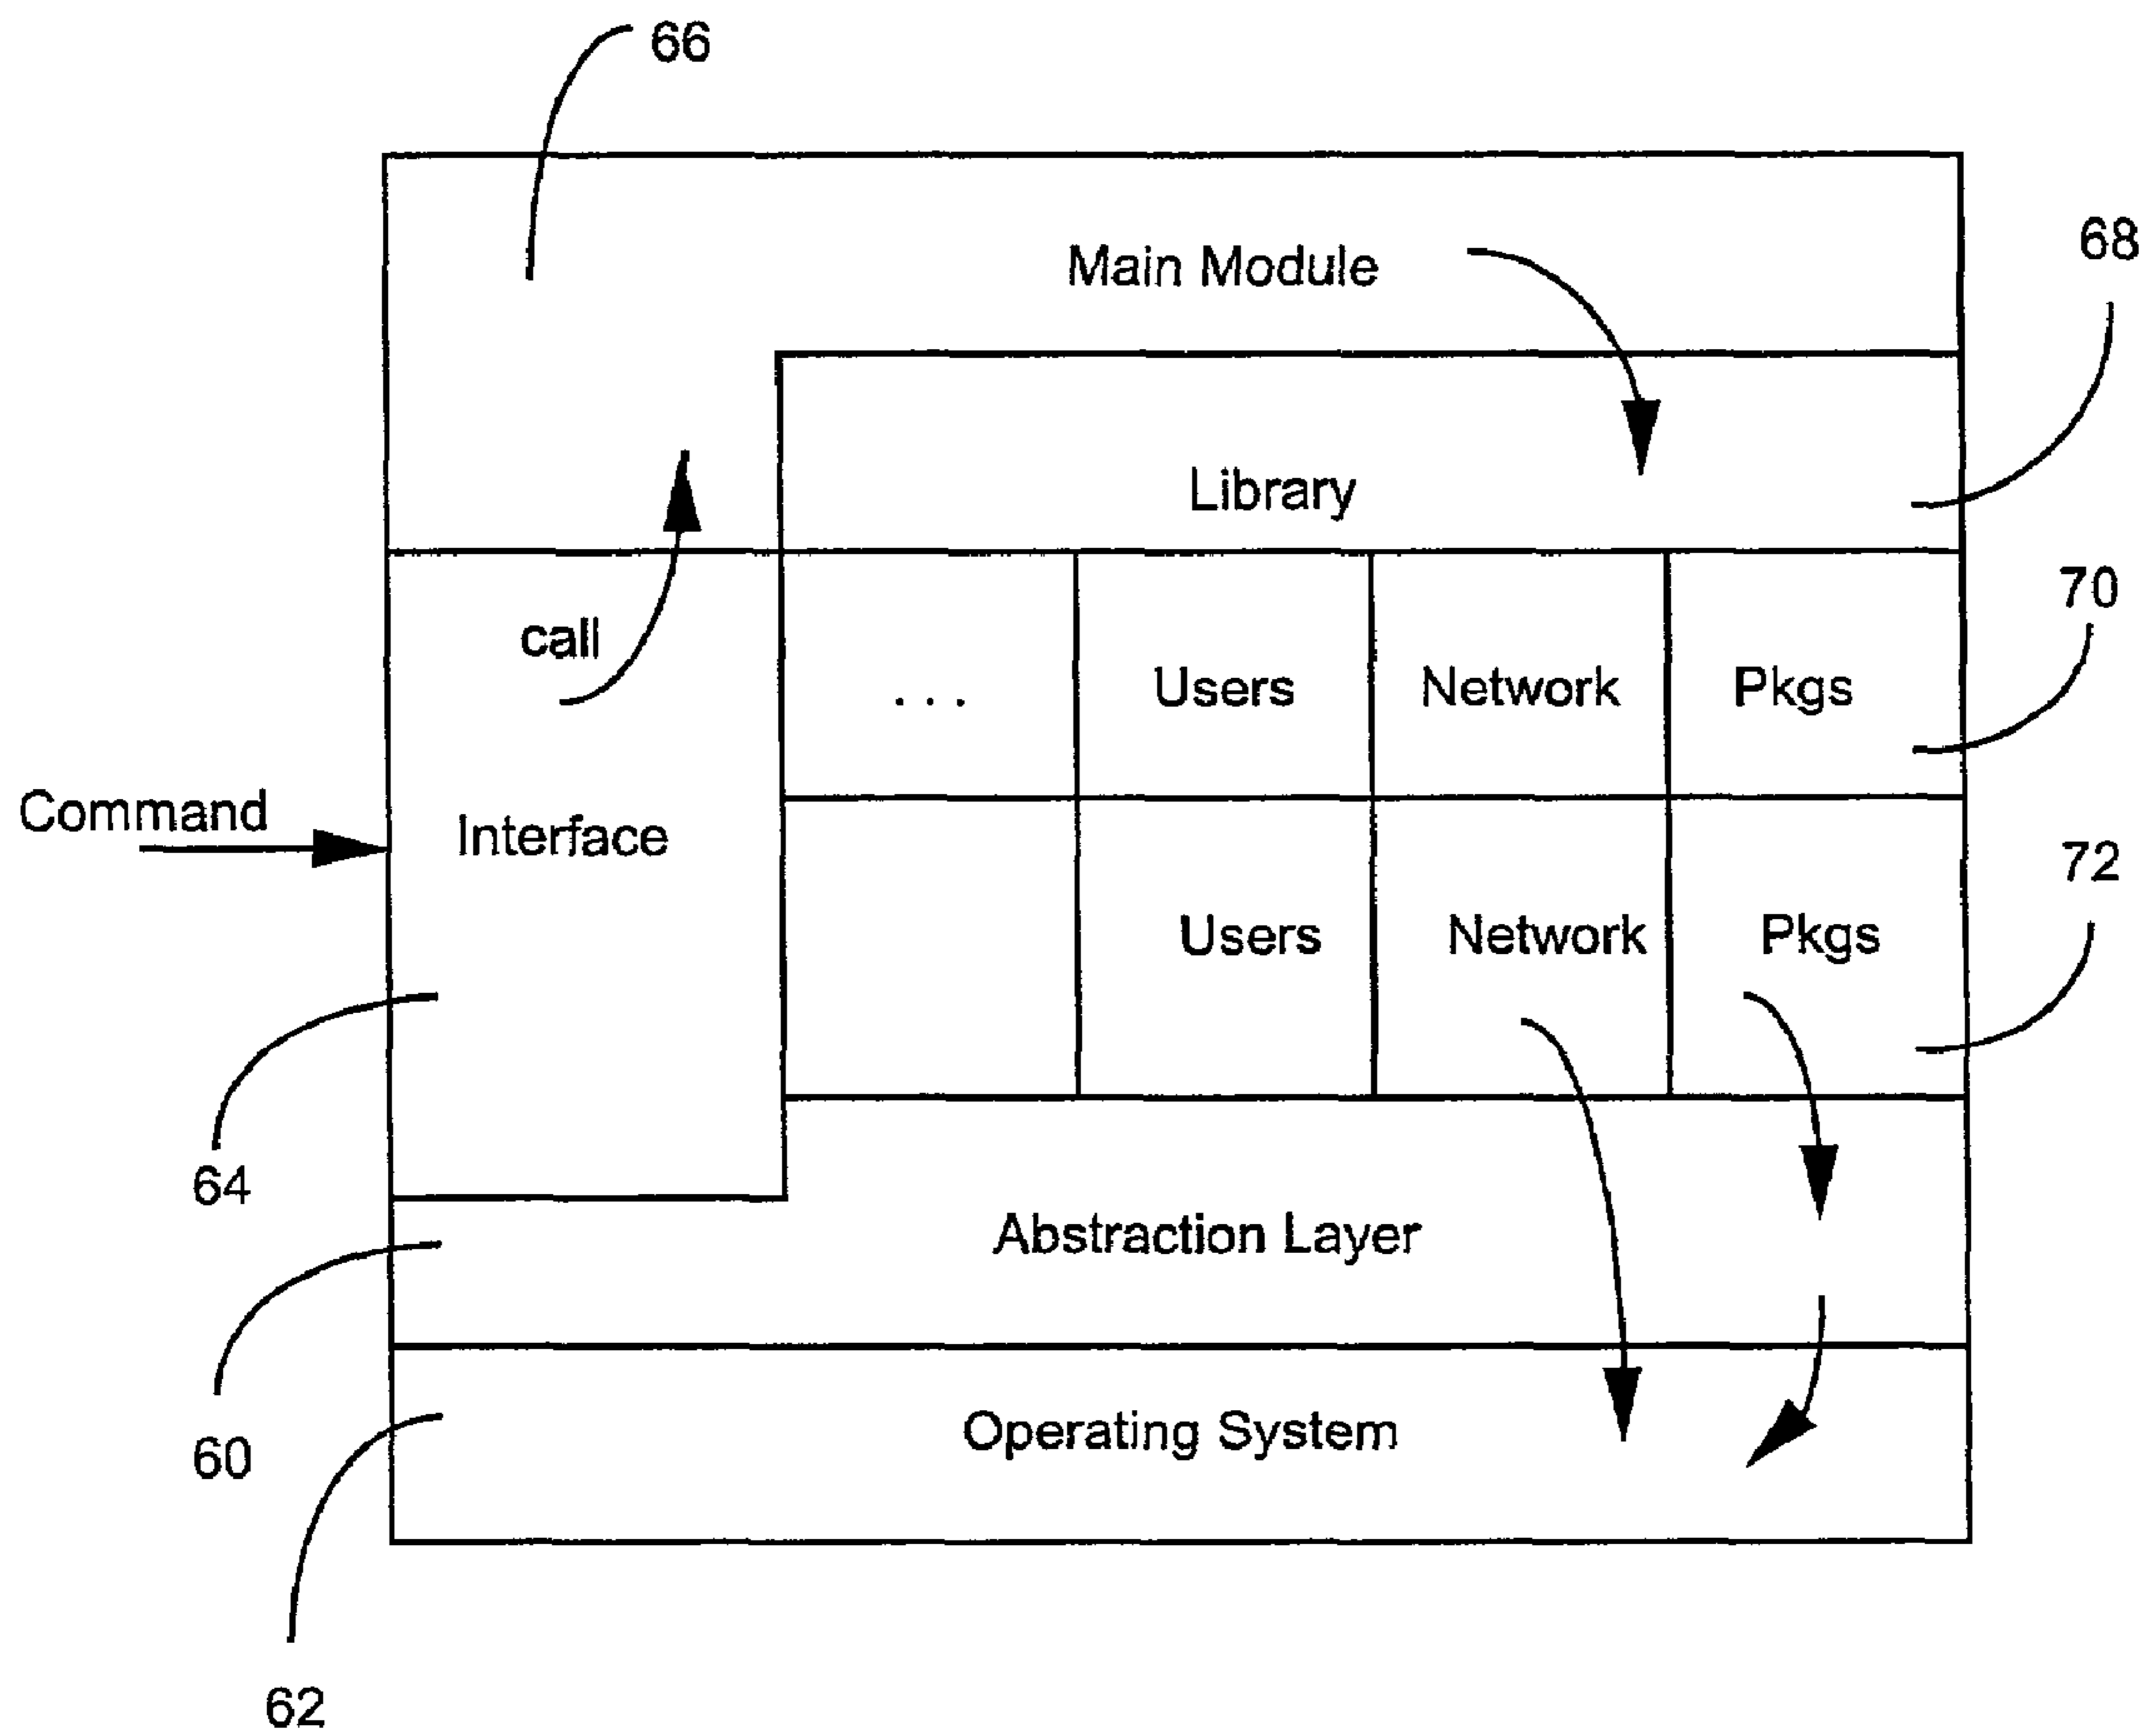 66
Main Module
68
Library
call
70
. . .
Users
Network
Pkgs
Command
Interface
72
Users
Network
Pkgs
64
Abstraction Layer
60
Operating System
62